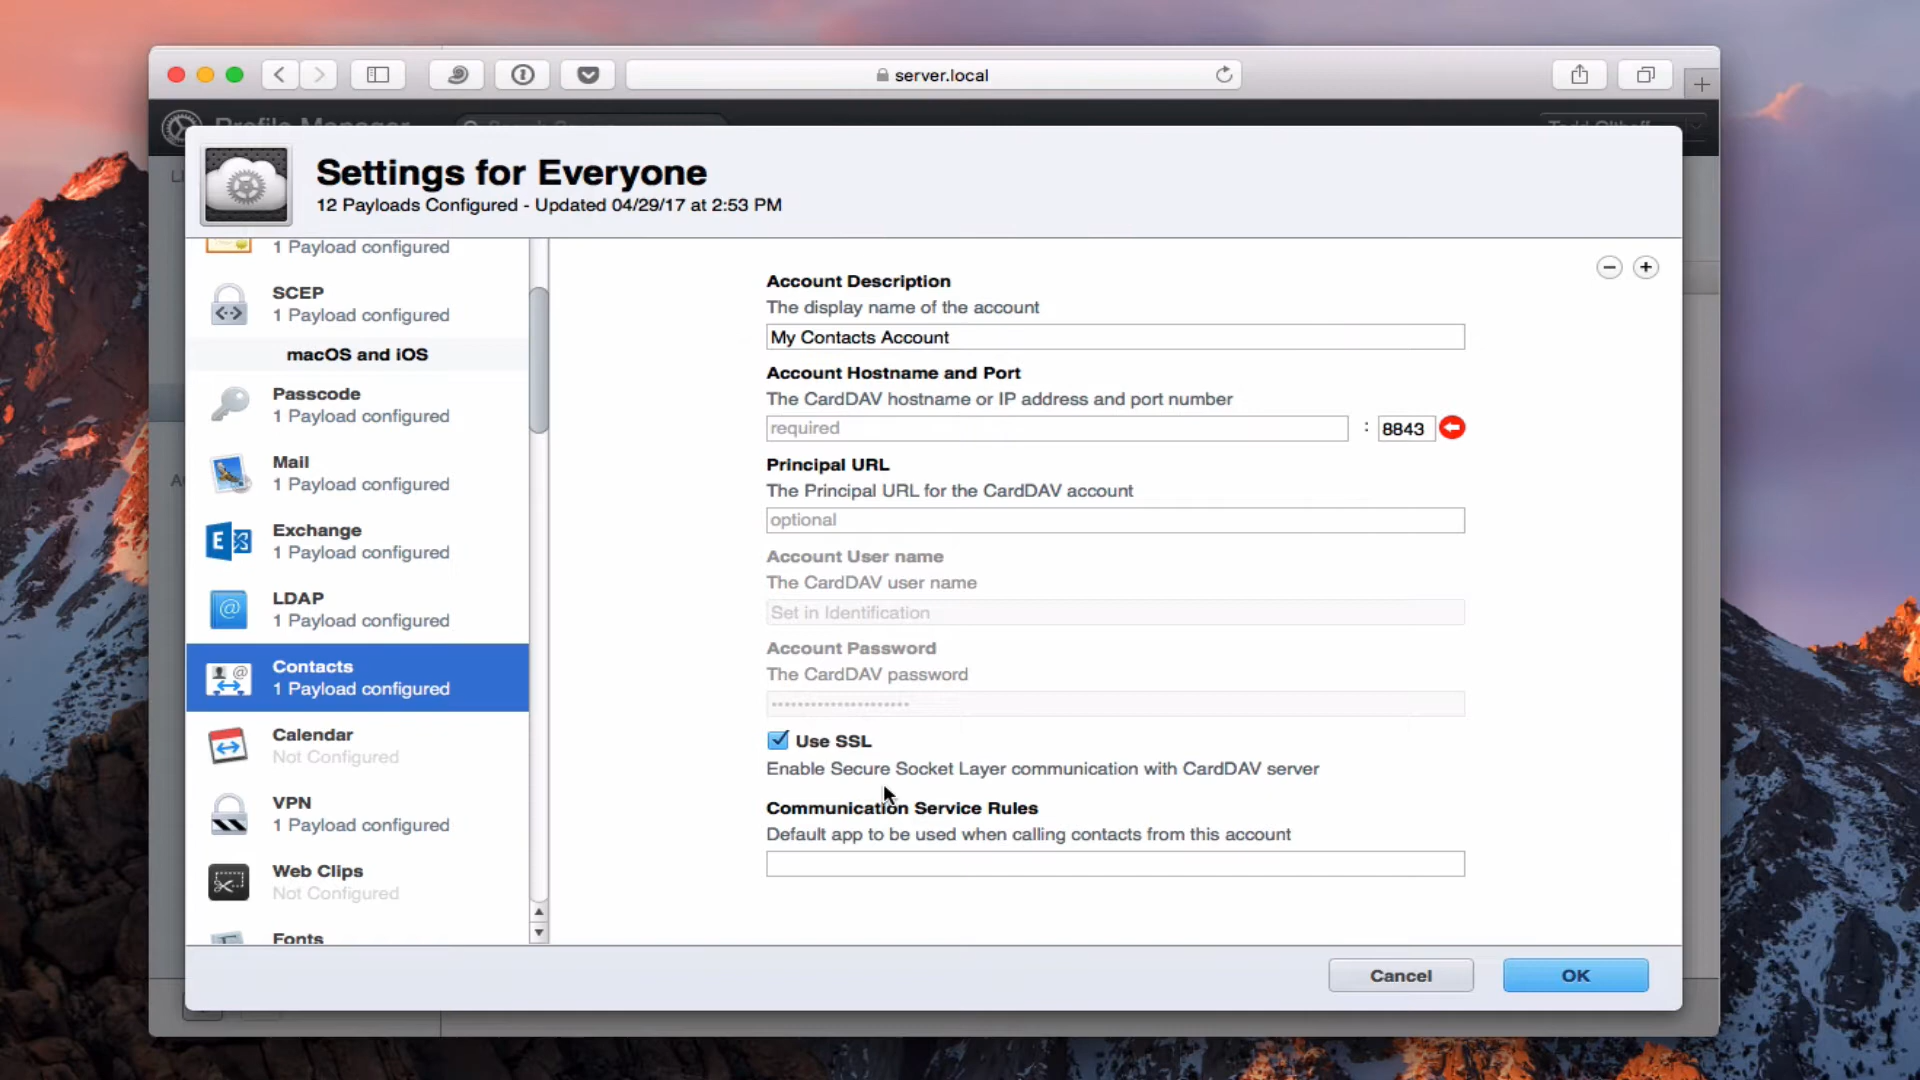 server.local
Profile Manager
Settings for Everyone
12 Payloads Configured - Updated 04/29/17 at 2:53 PM
1 Payload configured
SCEP
1 Payload configured
macOS and iOS
Passcode
1 Payload configured
Mail
1 Payload configured
Exchange
1 Payload configured
LDAP
1 Payload configured
Contacts
1 Payload configured
Calendar
Not Configured
VPN
1 Payload configured
Web Clips
Not Configured
Fonts
Account Description
The display name of the account
My Contacts Account
Account Hostname and Port
The CardDAV hostname or IP address and port number
required : 8843
Principal URL
The Principal URL for the CardDAV account
optional
Account User name
The CardDAV user name
Set in Identification
Account Password
The CardDAV password
Use SSL
Enable Secure Socket Layer communication with CardDAV server
Communication Service Rules
Default app to be used when calling contacts from this account
Cancel
OK